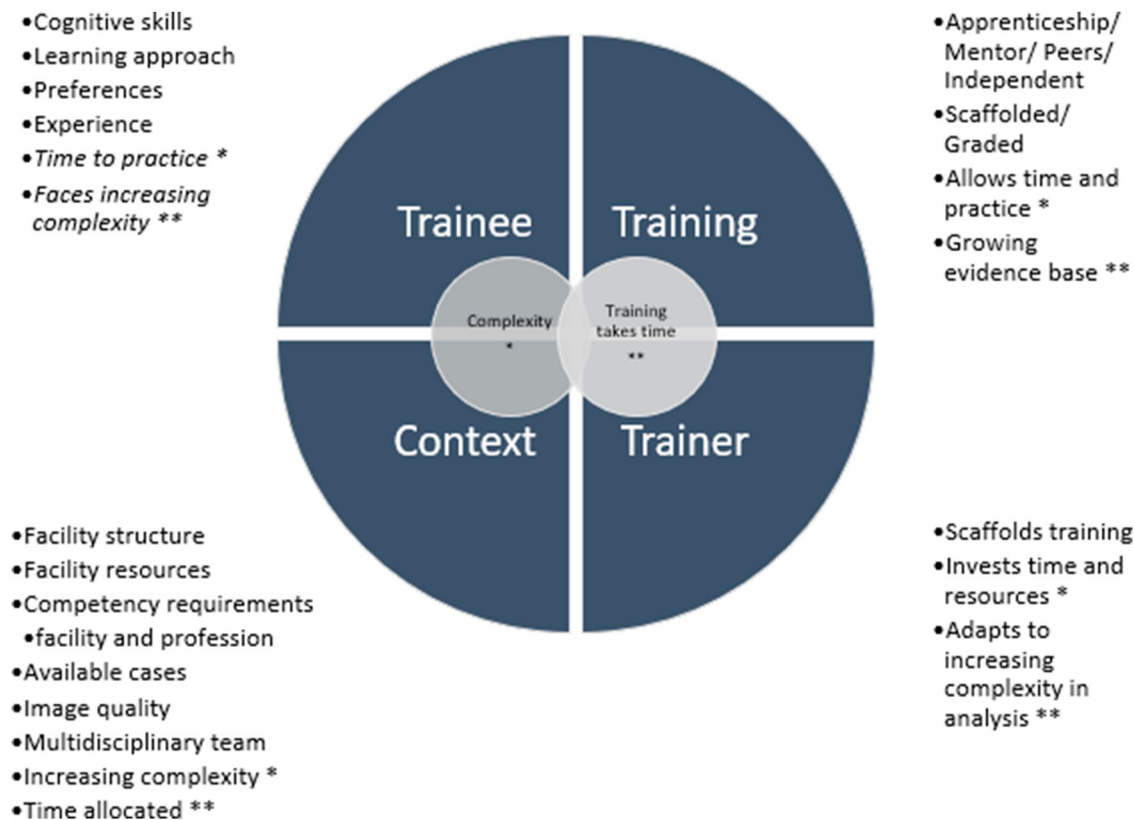 •Cognitive skills
•Learning approach
•Preferences
•Experience
•Time to practice *
•Faces increasing
complexity **
•Apprenticeship/
Mentor/ Peers/
Independent
•Scaffolded/
Graded
•Allows time and
practice *
•Growing
evidence base **
Trainee
Training
Complexity
*
Training
takes time
**
Context
Trainer
•Facility structure
•Facility resources
•Competency requirements
•facility and profession
•Available cases
•Image quality
•Multidisciplinary team
•Increasing complexity *
•Time allocated **
•Scaffolds training
•Invests time and
resources *
•Adapts to
increasing
complexity in
analysis **